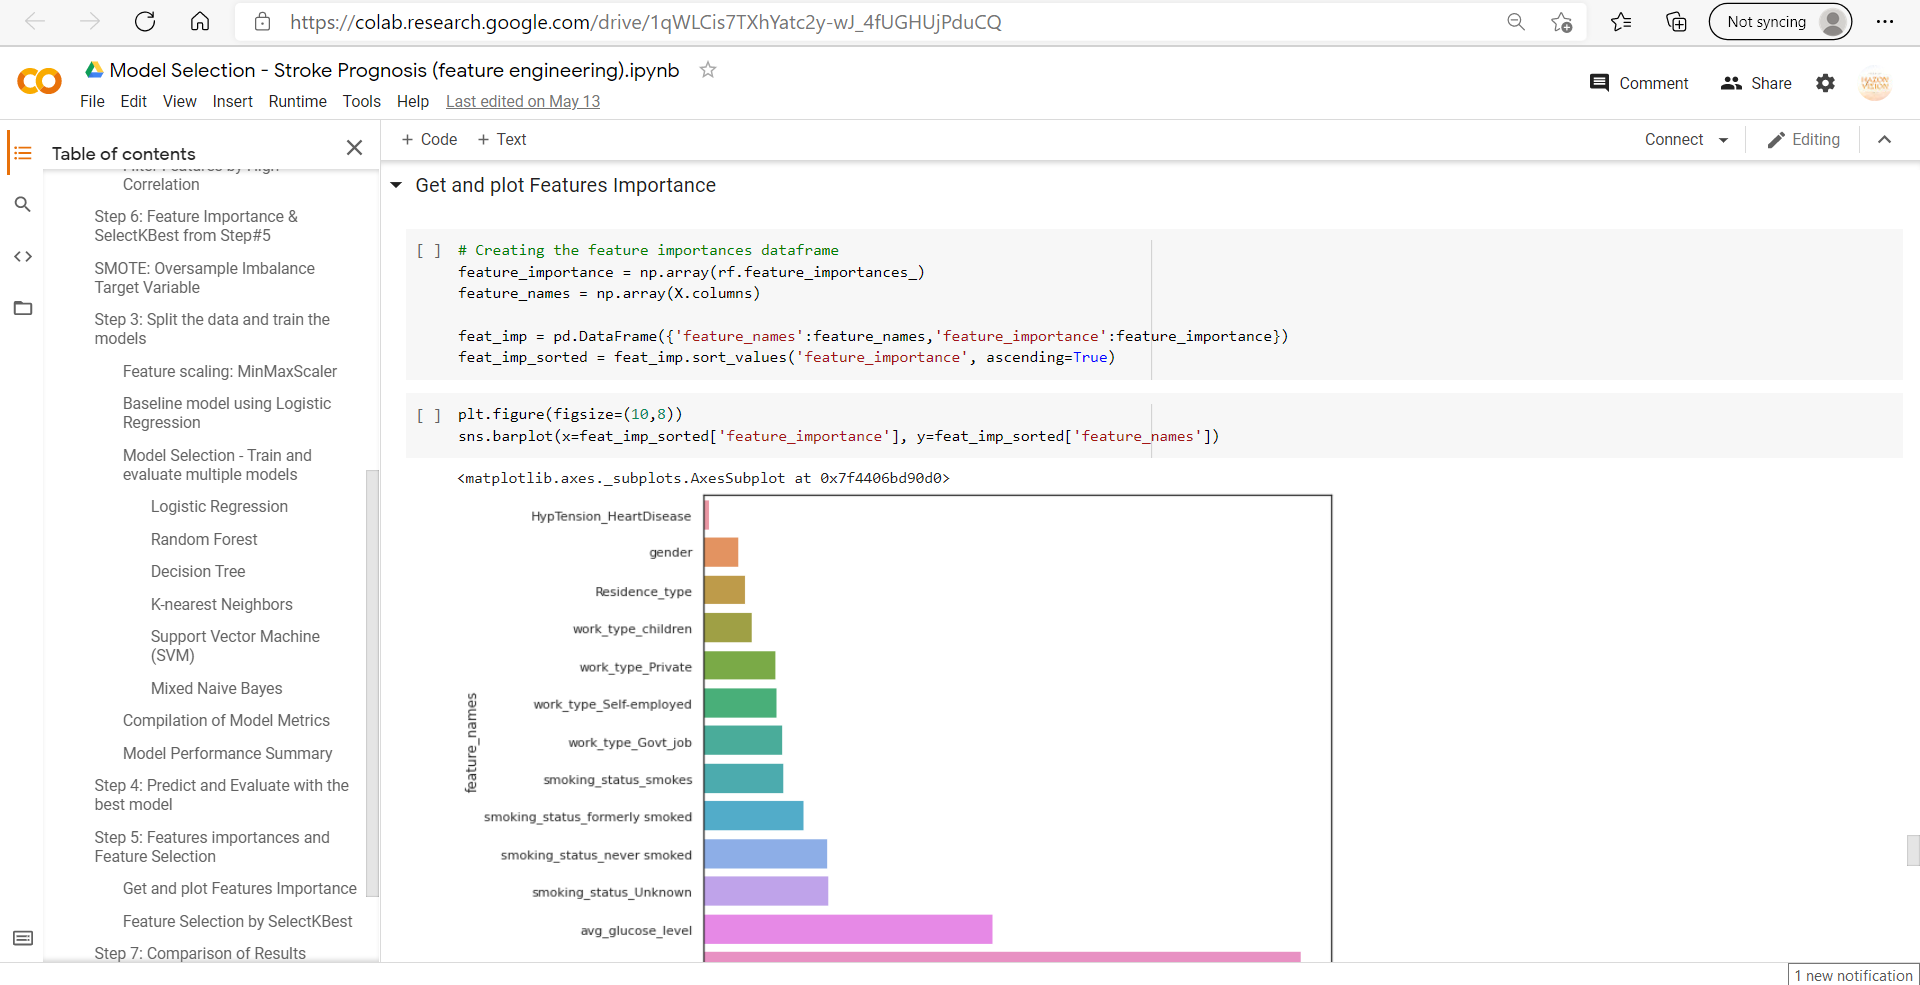 https://colab.research.google.com/drive/1qWLCis7TXhYatc2y-wJ_4fUGHUjPduCQ
Not syncing
Model Selection - Stroke Prognosis (feature engineering).ipynb
File Edit View Insert Runtime Tools Help Last edited on May 13
Comment
Share
HAZON
VISION
Table of contents
Filter Features by High
Correlation
Step 6: Feature Importance &
SelectKBest from Step#5
SMOTE: Oversample Imbalance
Target Variable
Step 3: Split the data and train the
models
Feature scaling: MinMaxScaler
Baseline model using Logistic
Regression
Model Selection - Train and
evaluate multiple models
Logistic Regression
Random Forest
Decision Tree
K-nearest Neighbors
Support Vector Machine
(SVM)
Mixed Naive Bayes
Compilation of Model Metrics
Model Performance Summary
Step 4: Predict and Evaluate with the
best model
Step 5: Features importances and
Feature Selection
Get and plot Features Importance
Feature Selection by SelectKBest
Step 7: Comparison of Results
+ Code + Text
Connect
Editing
Get and plot Features Importance
[ ] # Creating the feature importances dataframe
feature_importance = np.array(rf.feature_importances_)
feature_names = np.array(X.columns)
feat_imp = pd.DataFrame({'feature_names':feature_names,'feature_importance':feature_importance})
feat_imp_sorted = feat_imp.sort_values('feature_importance', ascending=True)
[ ] plt.figure(figsize=(10,8))
sns.barplot(x=feat_imp_sorted['feature_importance'], y=feat_imp_sorted['feature_names'])
<matplotlib.axes._subplots.AxesSubplot at 0x7f4406bd90d0>
feature_names
HypTension_HeartDisease
gender
Residence_type
work_type_children
work_type_Private
work_type_Self-employed
work_type_Govt_job
smoking_status_smokes
smoking_status_formerly smoked
smoking_status_never smoked
smoking_status_Unknown
avg_glucose_level
1 new notification